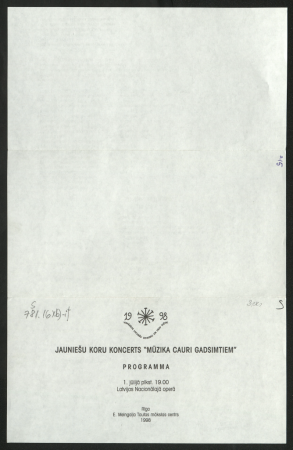 19 98
JAUNIEŠU KORU KONCERTS "MŪZIKA CAURI GADSIMTIEM"
PROGRAMMA
1. jūlijā plkst. 19.00
Latvijas Nacionālajā operā
Rīga
E. Melngaiļa Tautas mākslas centrs
1998